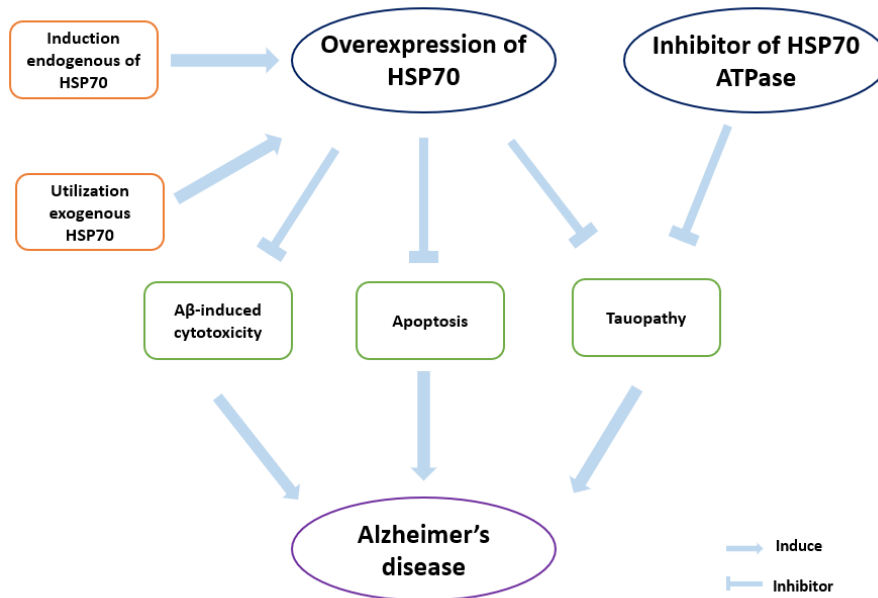 Induction
endogenous of
HSP70
Overexpression of
HSP70
Inhibitor of HSP70
ATPase
Utilization
exogenous
HSP70
Aβ-induced
cytotoxicity
Apoptosis
Tauopathy
Alzheimer’s
disease
Induce
Inhibitor